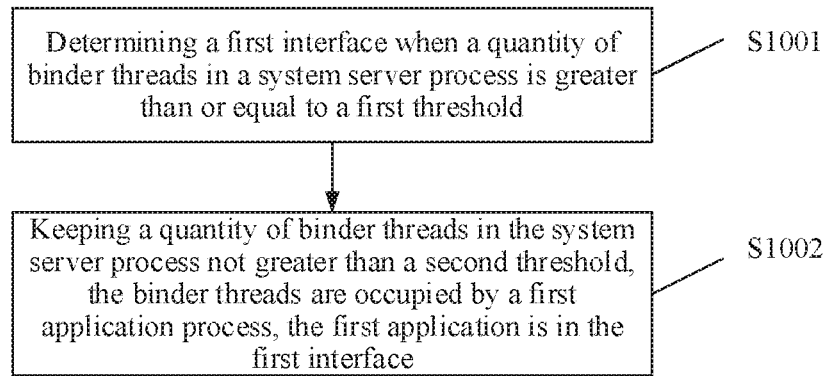 Determining a first interface when a quantity of
binder threads in a system server process is greater
than or equal to a first threshold
S1001
Keeping a quantity of binder threads in the system
server process not greater than a second threshold,
the binder threads are occupied by a first
application process, the first application is in the
first interface
S1002